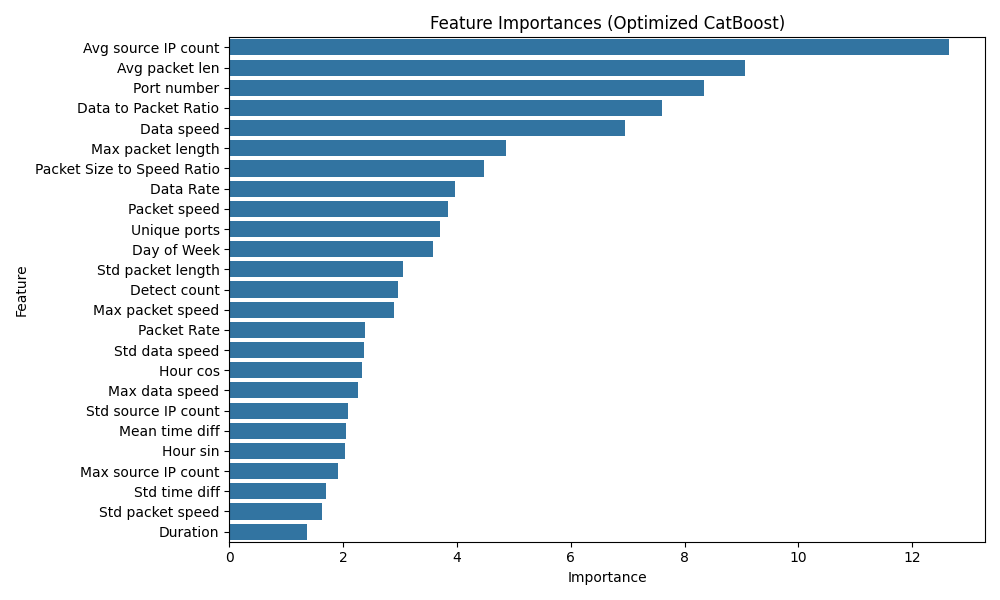 Feature Importances (Optimized CatBoost)
Avg source IP count
Avg packet len
Port number
Data to Packet Ratio
Data speed
Max packet length
Packet Size to Speed Ratio
Data Rate
Packet speed
Unique ports
Day of Week
Std packet length
Detect count
Max packet speed
Packet Rate
Std data speed
Hour cos
Max data speed
Std source IP count
Mean time diff
Hour sin
Max source IP count
Std time diff
Std packet speed
Duration
Feature
0 2 4 6 8 10 12
Importance